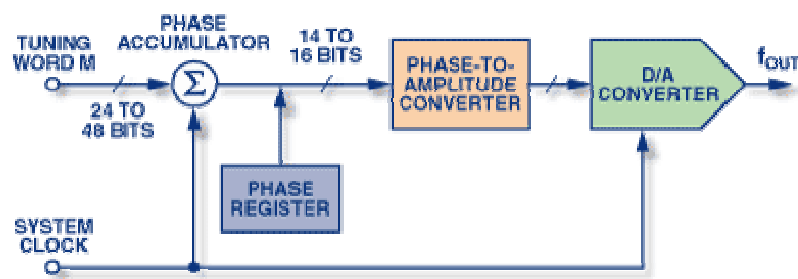 TUNING
WORD M
PHASE
ACCUMULATOR
24 TO
48 BITS
Σ
14 TO
16 BITS
PHASE-TO-
AMPLITUDE
CONVERTER
D/A
CONVERTER
fOUT
PHASE
REGISTER
SYSTEM
CLOCK